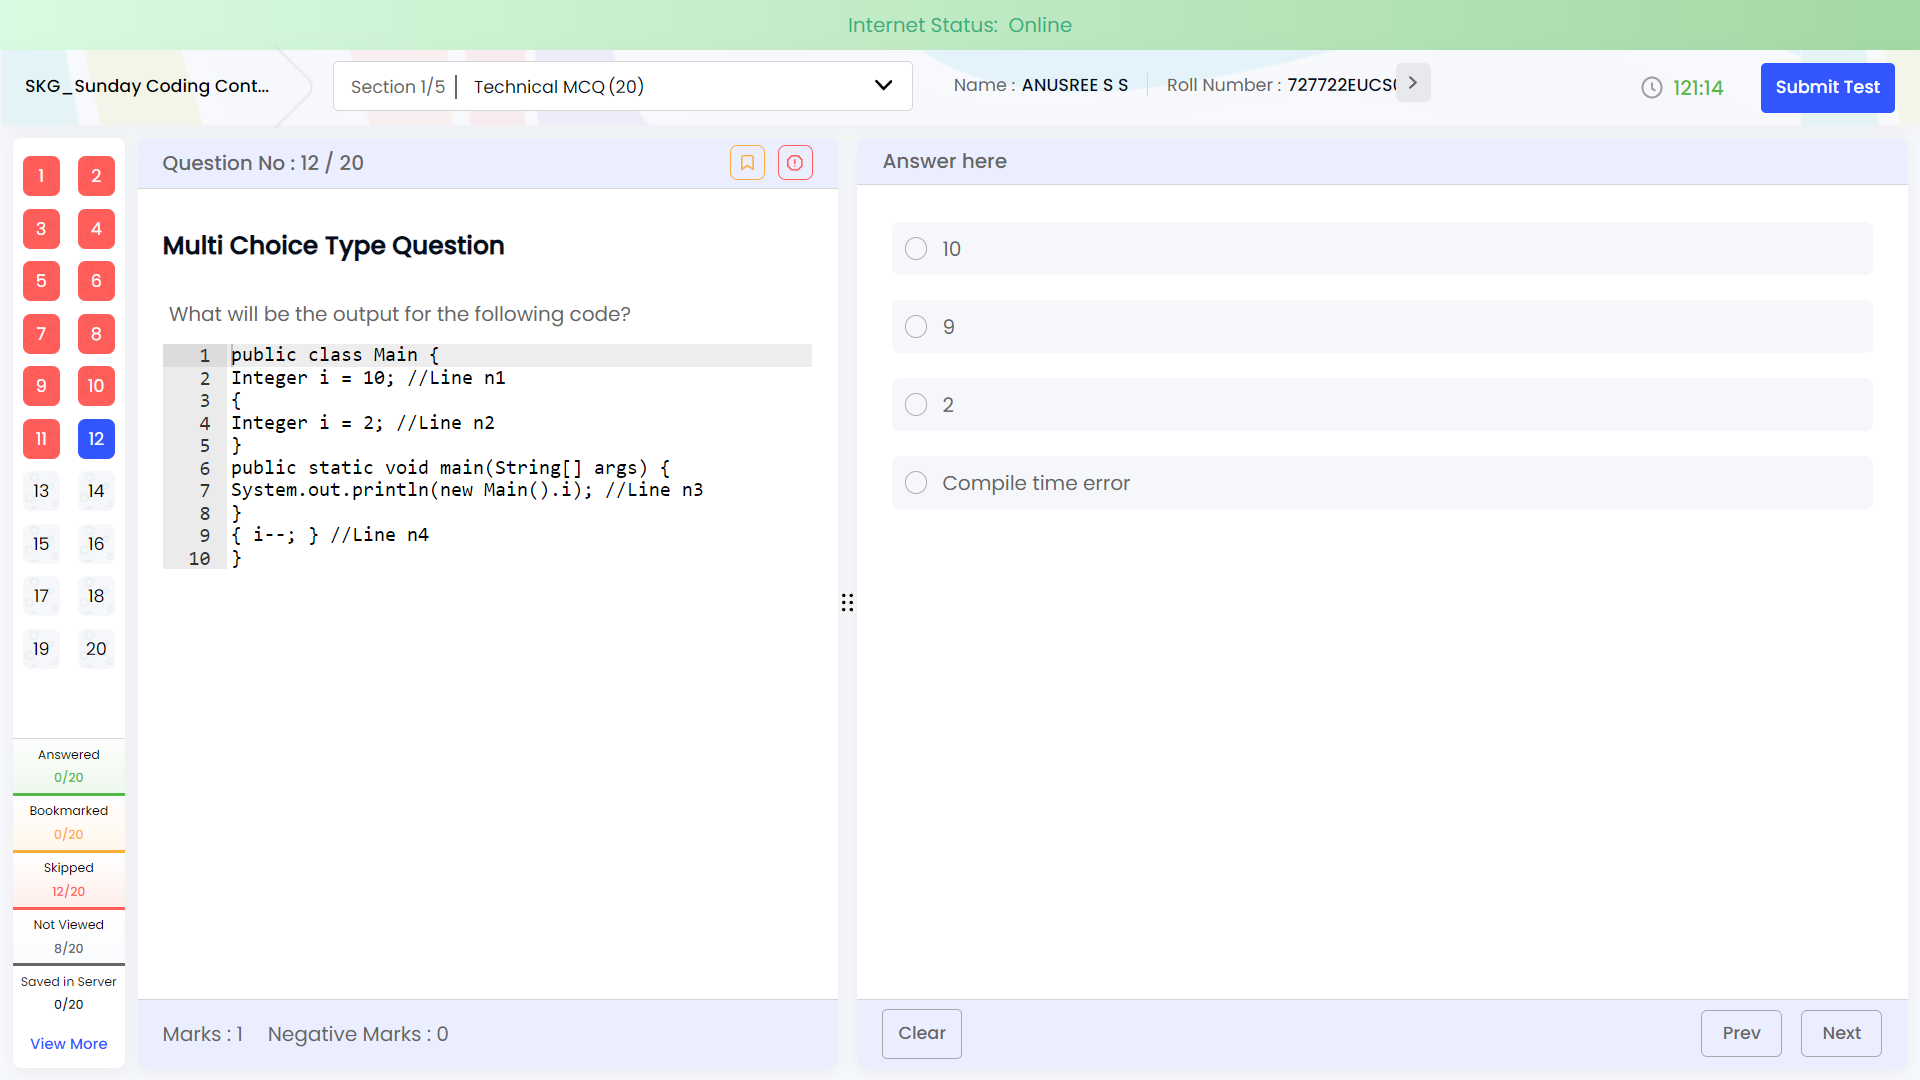 Internet Status: Online
SKG_Sunday Coding Cont...
Section 1/5 | Technical MCQ (20)
Name : ANUSREE S S
Roll Number : 727722EUCS
121:14
Submit Test
1 2
3 4
5 6
7 8
9 10
11 12
13 14
15 16
17 18
19 20
Answered
0/20
Bookmarked
0/20
Skipped
12/20
Not Viewed
8/20
Saved in Server
0/20
View More
Question No : 12 / 20
Multi Choice Type Question
What will be the output for the following code?
1 public class Main {
2 Integer i = 10; //Line n1
3 {
4 Integer i = 2; //Line n2
5 }
6 public static void main(String[] args) {
7 System.out.println(new Main().i); //Line n3
8 }
9 { i--; } //Line n4
10 }
Marks : 1 Negative Marks : 0
Answer here
10
9
2
Compile time error
Clear
Prev
Next